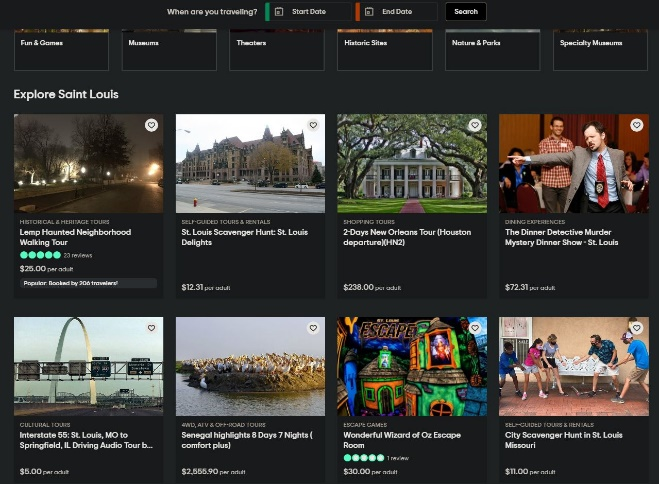 When are you traveling?
Start Date
End Date
Search
Fun & Games
Museums
Theaters
Historic Sites
Nature & Parks
Specialty Museums
Explore Saint Louis
HISTORICAL & HERITAGE TOURS
Lemp Haunted Neighborhood
Walking Tour
23 reviews
$25.00 per adult
Popular: Booked by 206 travelers!
SELF-GUIDED TOURS & RENTALS
St. Louis Scavenger Hunt: St. Louis
Delights
$12.31 per adult
SHOPPING TOURS
2-Days New Orleans Tour (Houston
departure)(HN2)
$238.00 per adult
DINING EXPERIENCES
The Dinner Detective Murder
Mystery Dinner Show - St. Louis
$72.31 per adult
CULTURAL TOURS
Interstate 55: St. Louis, MO to
Springfield, IL Driving Audio Tour b...
$5.00 per adult
4WD, ATV & OFF-ROAD TOURS
Senegal highlights 8 Days 7 Nights (
comfort plus)
$2,555.90 per adult
ESCAPE
ESCAPE GAMES
Wonderful Wizard of Oz Escape
Room
1 review
$30.00 per adult
SELF-GUIDED TOURS & RENTALS
City Scavenger Hunt in St. Louis
Missouri
$11.00 per adult